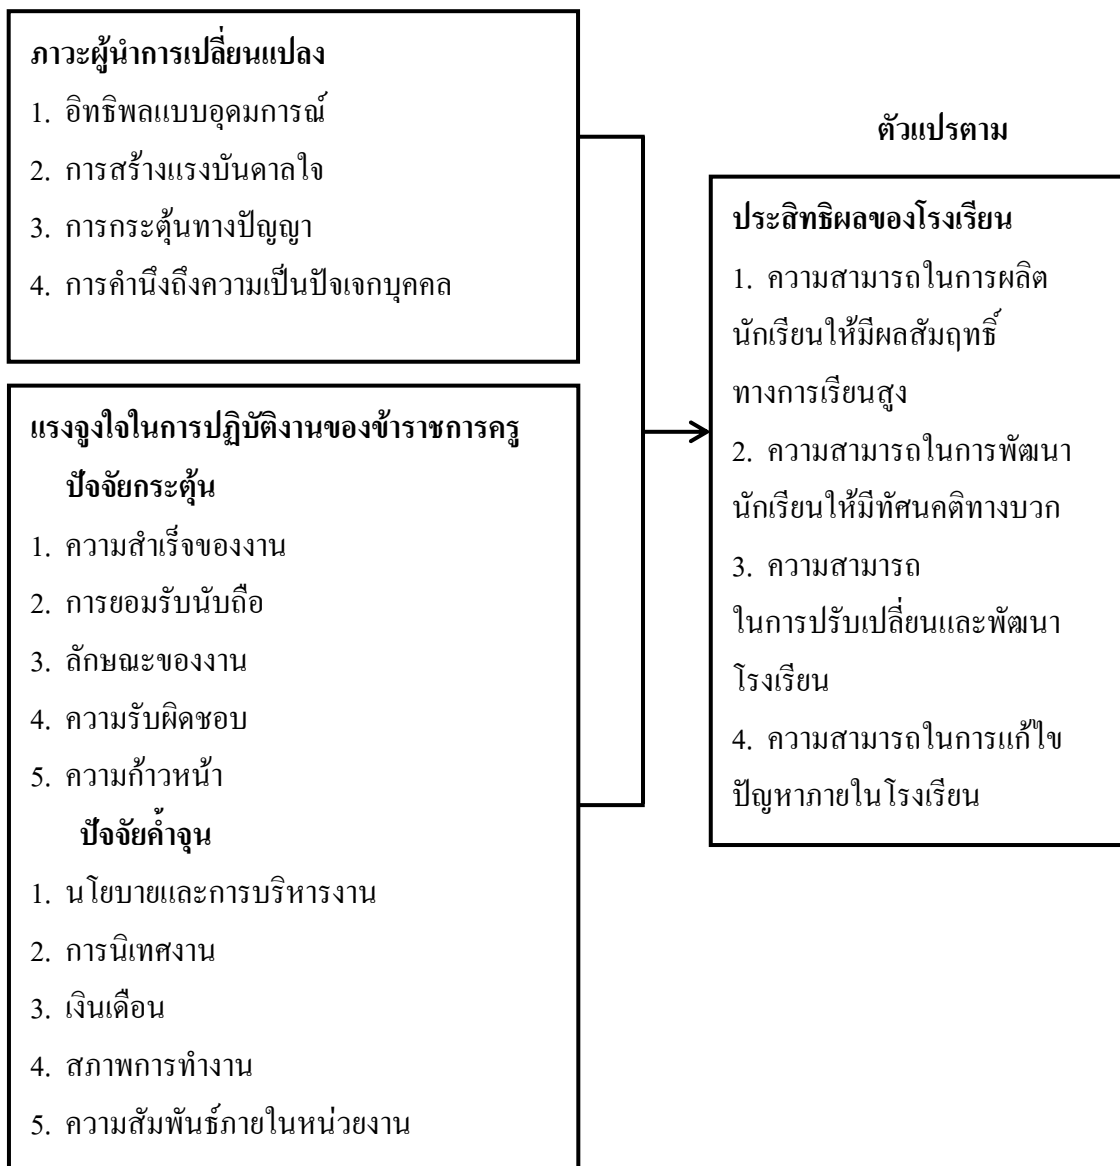 ภาวะผู้นำการเปลี่ยนแปลง
1. อิทธิพลแบบอุดมการณ์
2. การสร้างแรงบันดาลใจ
3. การกระตุ้นทางปัญญา
4. การคำนึงถึงความเป็นปัจเจกบุคคล
แรงจูงใจในการปฏิบัติงานของข้าราชการครู
ปัจจัยกระตุ้น
1. ความสำเร็จของงาน
2. การยอมรับนับถือ
3. ลักษณะของงาน
4. ความรับผิดชอบ
5. ความก้าวหน้า
ปัจจัยค้ำจุน
1. นโยบายและการบริหารงาน
2. การนิเทศงาน
3. เงินเดือน
4. สภาพการทำงาน
5. ความสัมพันธ์ภายในหน่วยงาน
ตัวแปรตาม
ประสิทธิผลของโรงเรียน
1. ความสามารถในการผลิต
นักเรียนให้มีผลสัมฤทธิ์
ทางการเรียนสูง
2. ความสามารถในการพัฒนา
นักเรียนให้มีทัศนคติทางบวก
3. ความสามารถ
ในการปรับเปลี่ยนและพัฒนา
โรงเรียน
4. ความสามารถในการแก้ไข
ปัญหาภายในโรงเรียน